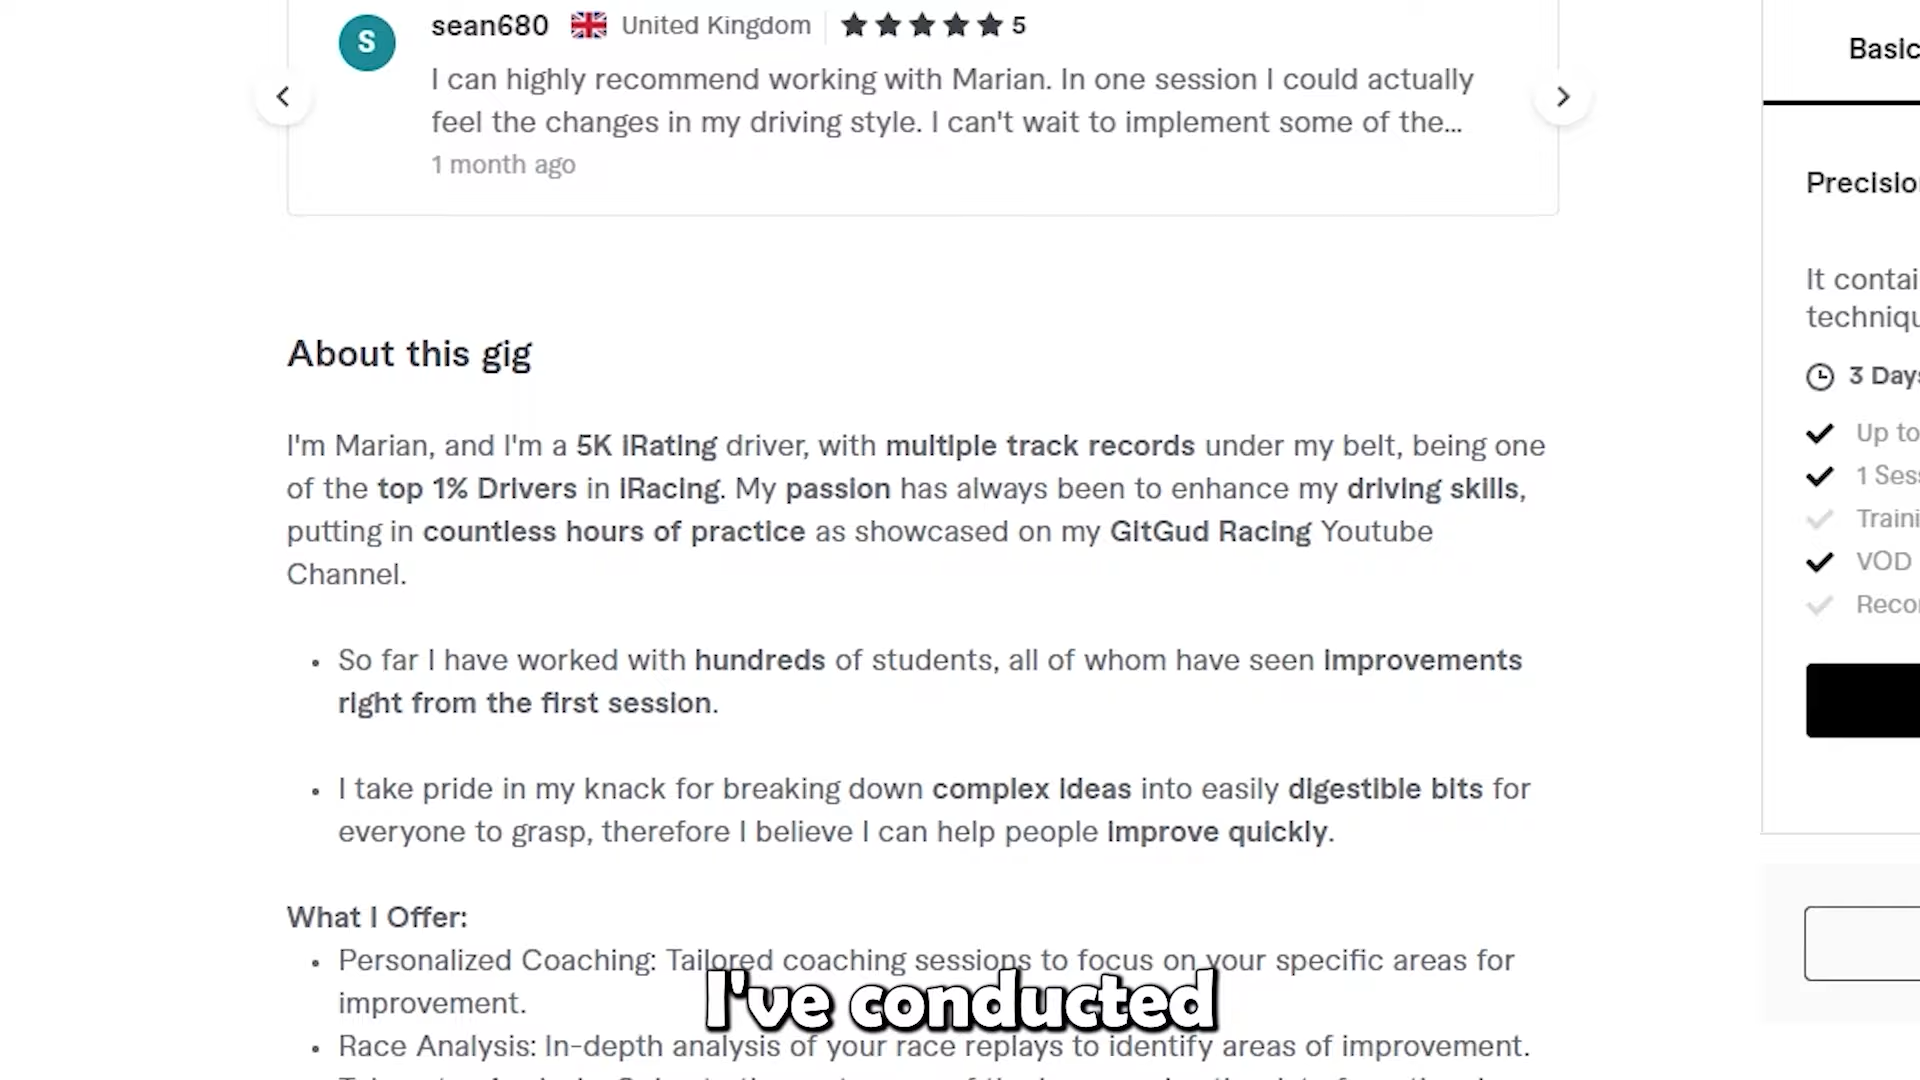 sean680 United Kingdom 5
S
I can highly recommend working with Marian. In one session I could actually
feel the changes in my driving style. I can't wait to implement some of the...
1 month ago
About this gig
I'm Marian, and I'm a 5K iRating driver, with multiple track records under my belt, being one
of the top 1% Drivers in iRacing. My passion has always been to enhance my driving skills,
putting in countless hours of practice as showcased on my GitGud Racing Youtube
Channel.
• So far I have worked with hundreds of students, all of whom have seen improvements
right from the first session.
• I take pride in my knack for breaking down complex ideas into easily digestible bits for
everyone to grasp, therefore I believe I can help people improve quickly.
What I Offer:
• Personalized Coaching: Tailored coaching sessions to focus on your specific areas for
improvement.
• Race Analysis: In-depth analysis of your race replays to identify areas of improvement.
I've conducted
Basic
Precisio
It contai
techniqu
3 Days
Up to
1 Sess
Traini
VOD
Recor